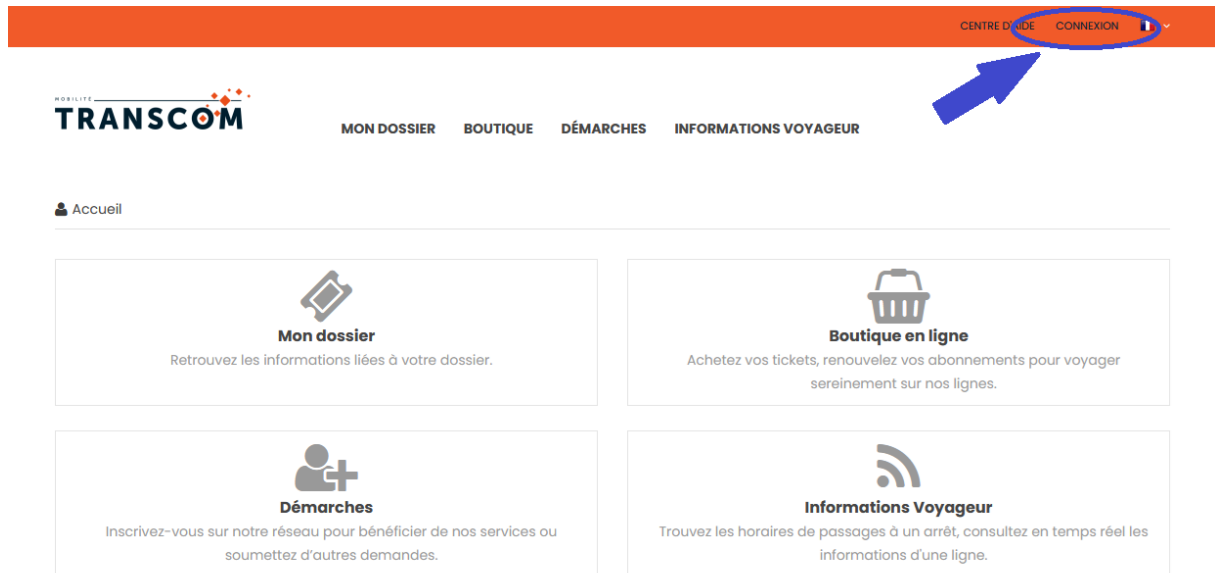 CENTRE D'AIDE CONNEXION
MOBILITÉ
TRANSCOM
MON DOSSIER BOUTIQUE DÉMARCHES INFORMATIONS VOYAGEUR
Accueil
Mon dossier
Retrouvez les informations liées à votre dossier.
Boutique en ligne
Achetez vos tickets, renouvelez vos abonnements pour voyager
sereinement sur nos lignes.
Démarches
Inscrivez-vous sur notre réseau pour bénéficier de nos services ou
soumettez d'autres demandes.
Informations Voyageur
Trouvez les horaires de passages à un arrêt, consultez en temps réel les
informations d'une ligne.